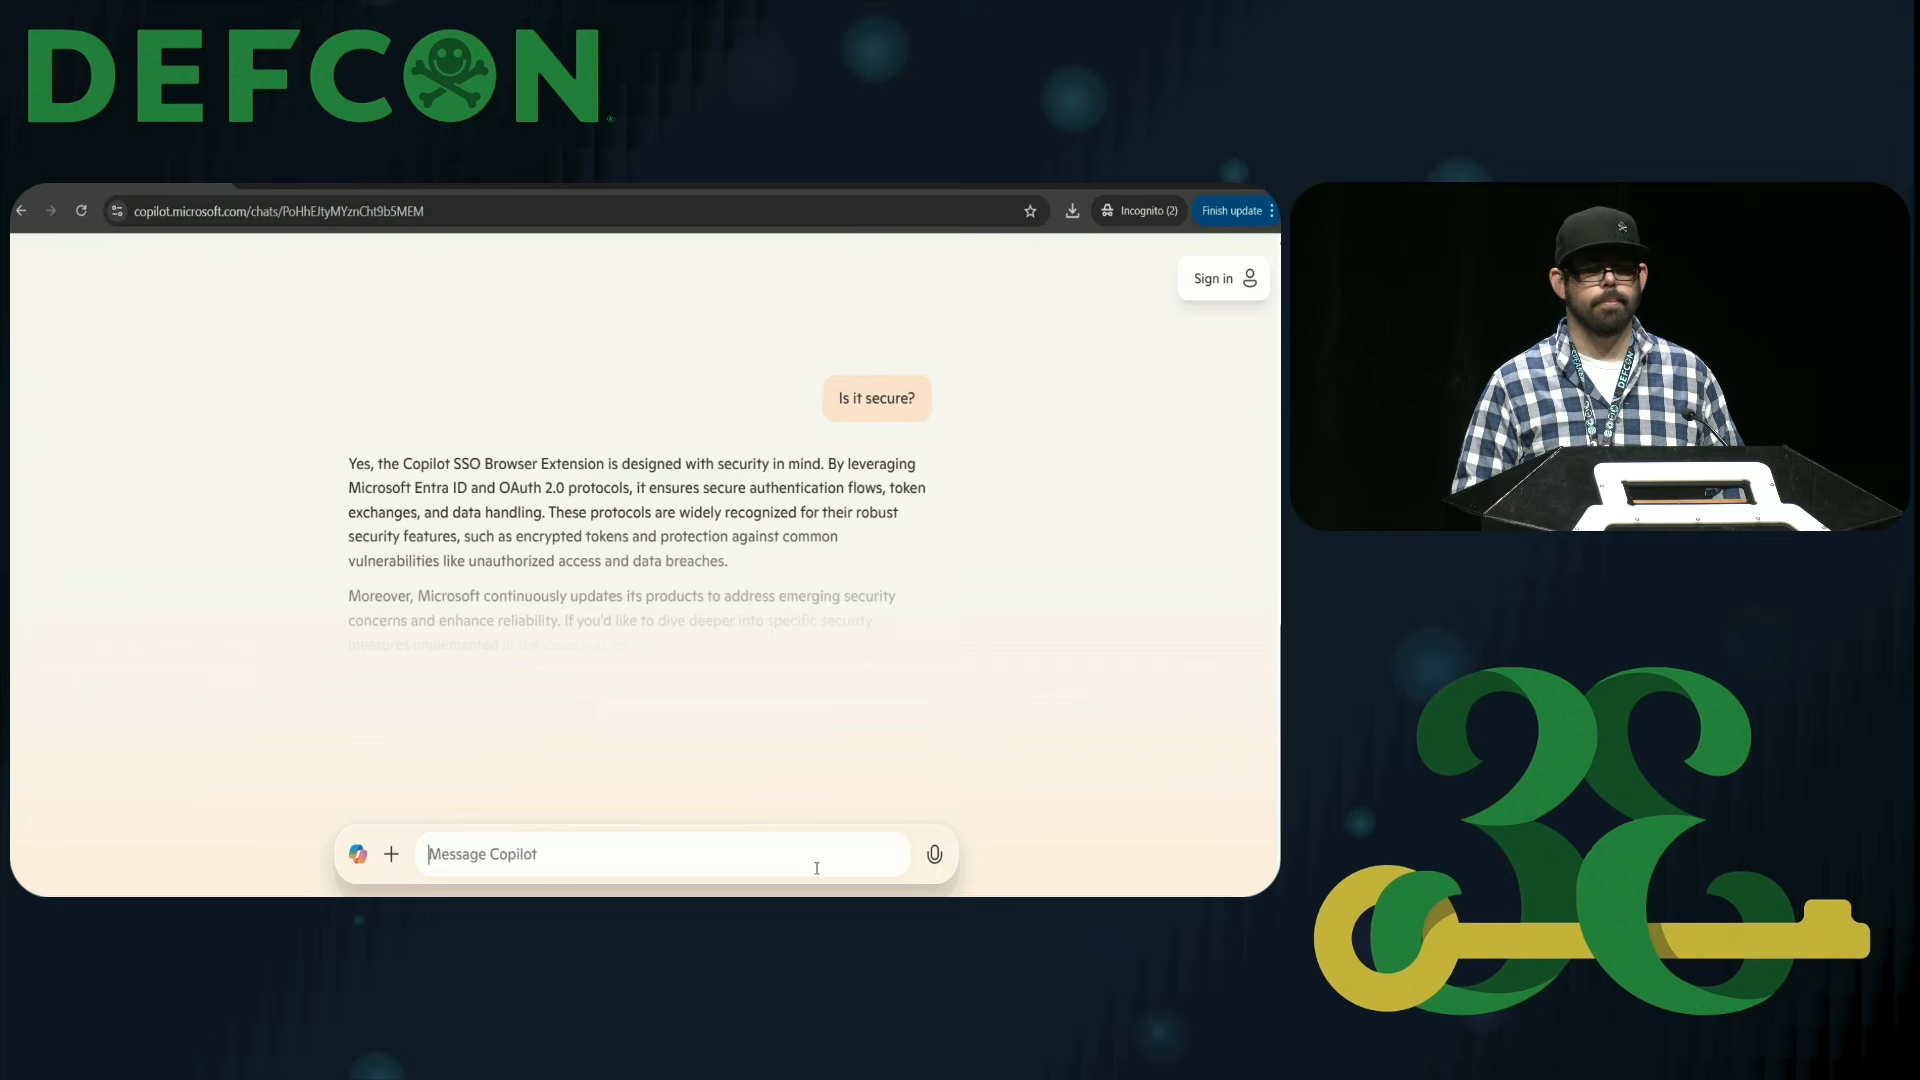 DEFCON
copilot.microsoft.com/chats/PoHhEJtyMYznCht9b5MEM
Incognito (2)
Finish update
Sign in
Is it secure?
Yes, the Copilot SSO Browser Extension is designed with security in mind. By leveraging
Microsoft Entra ID and OAuth 2.0 protocols, it ensures secure authentication flows, token
exchanges, and data handling. These protocols are widely recognized for their robust
security features, such as encrypted tokens and protection against common
vulnerabilities like unauthorized access and data breaches.
Moreover, Microsoft continuously updates its products to address emerging security
concerns and enhance reliability. If you'd like to dive deeper into specific security
measures implemented in the
Message Copilot
DEFCON